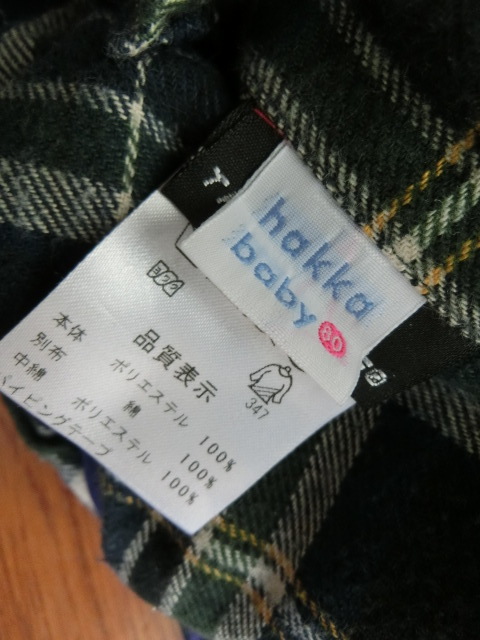 hakka
baby 80
品質表示
347
本体 ポリエステル 100%
別布 綿 100%
中綿 ポリエステル 100%
パイピングテープ